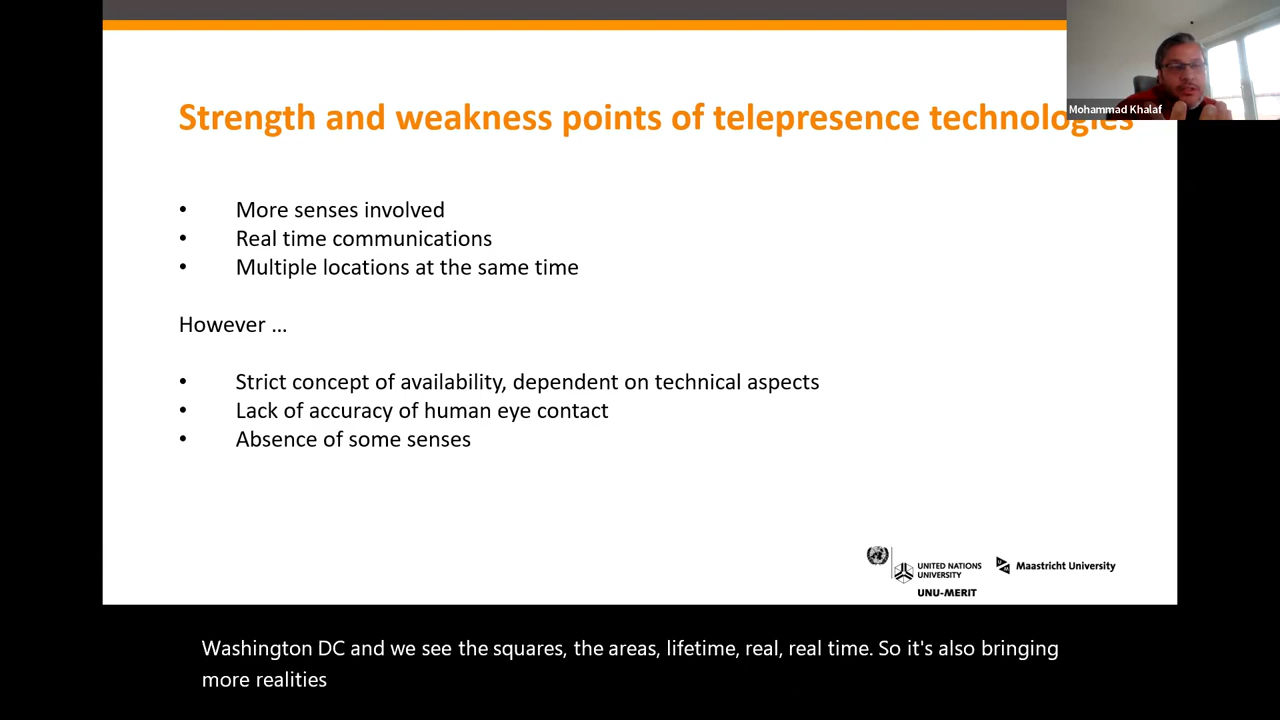 Strength and weakness points of telepresence technologies
Mohammad Khalaf
• More senses involved
• Real time communications
• Multiple locations at the same time
However ...
• Strict concept of availability, dependent on technical aspects
• Lack of accuracy of human eye contact
• Absence of some senses
UNITED NATIONS
UNIVERSITY
UNU-MERIT
Maastricht University
Washington DC and we see the squares, the areas, lifetime, real, real time. So it's also bringing
more realities